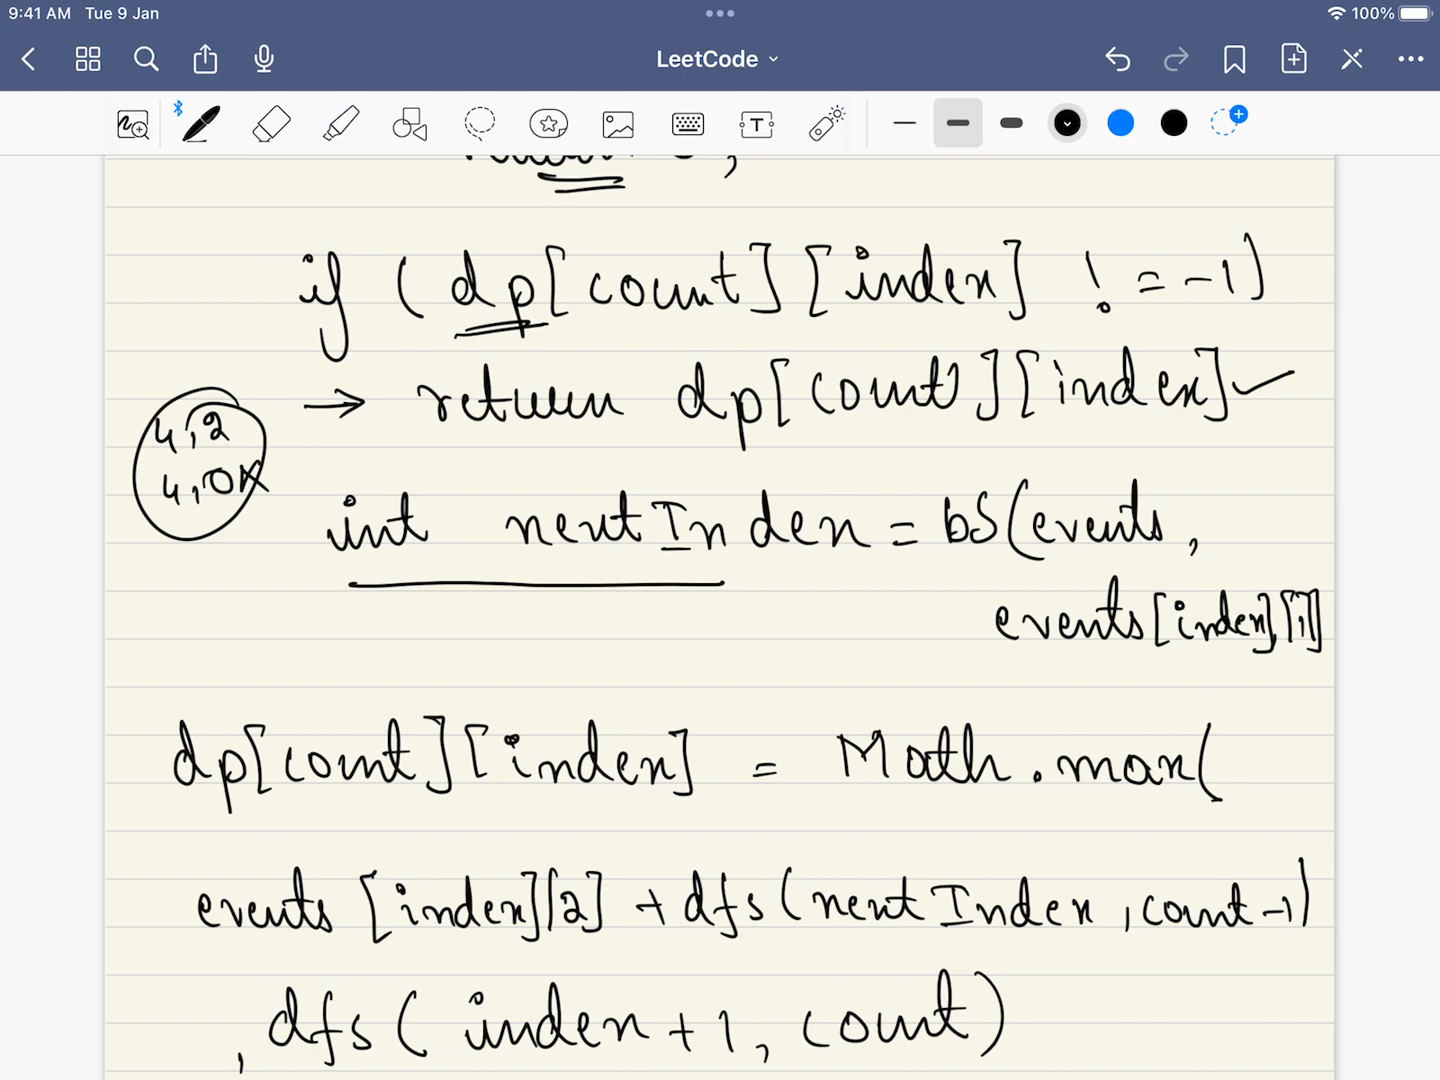 9:41 AM Tue 9 Jan
100%
LeetCode
T
if ( dp[count][index] != -1)
→ return dp[count][index] ✓
4,2
4,0
int nextIndex = bS(events,
events[index][1]
dp[count][index] = Math.max(
events [index][2] + dfs(nextIndex, count-1)
, dfs( index+1, count)